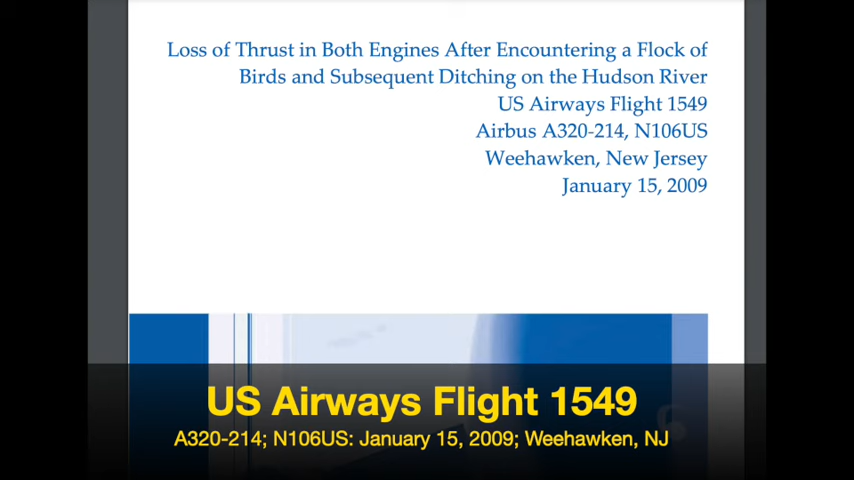 Loss of Thrust in Both Engines After Encountering a Flock of
Birds and Subsequent Ditching on the Hudson River
US Airways Flight 1549
Airbus A320-214, N106US
Weehawken, New Jersey
January 15, 2009
US Airways Flight 1549
A320-214; N106US: January 15, 2009; Weehawken, NJ